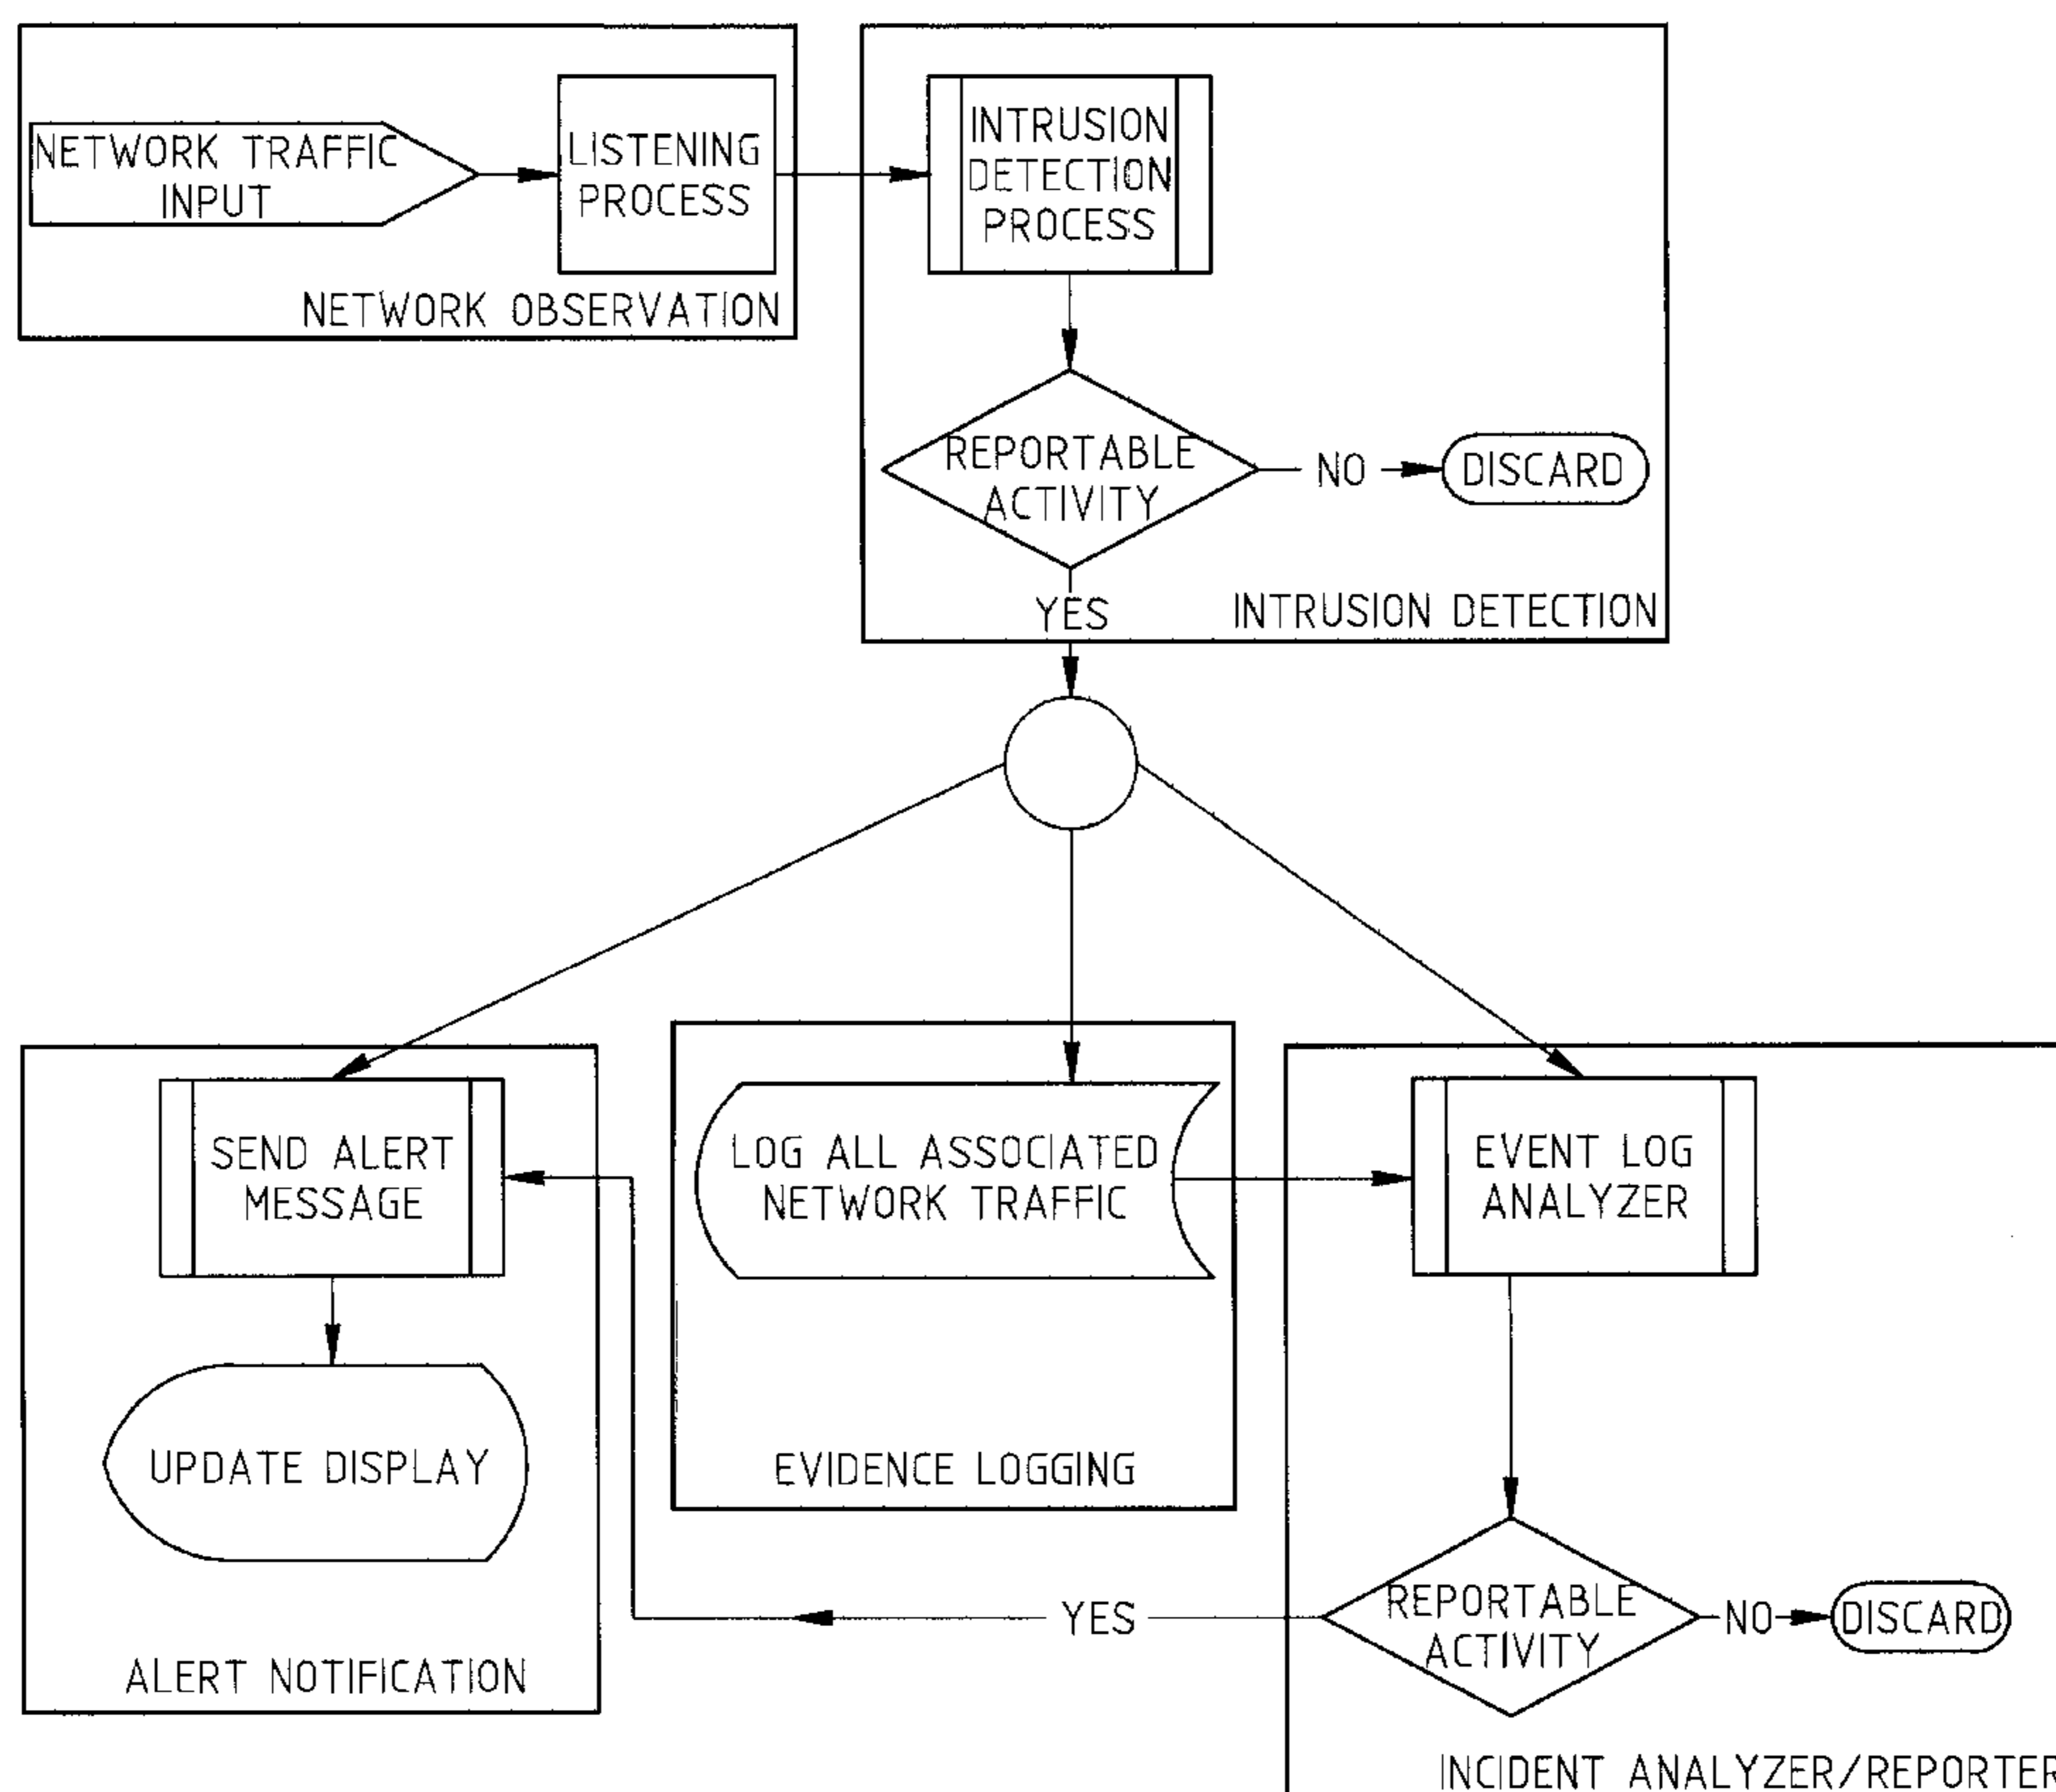 NETWORK TRAFFIC
INPUT
LISTENING
PROCESS
NETWORK OBSERVATION
INTRUSION
DETECTION
PROCESS
REPORTABLE
ACTIVITY
NO
DISCARD
YES
INTRUSION DETECTION
SEND ALERT
MESSAGE
UPDATE DISPLAY
ALERT NOTIFICATION
LOG ALL ASSOCIATED
NETWORK TRAFFIC
EVIDENCE LOGGING
EVENT LOG
ANALYZER
REPORTABLE
ACTIVITY
YES
NO
DISCARD
INCIDENT ANALYZER/REPORTER